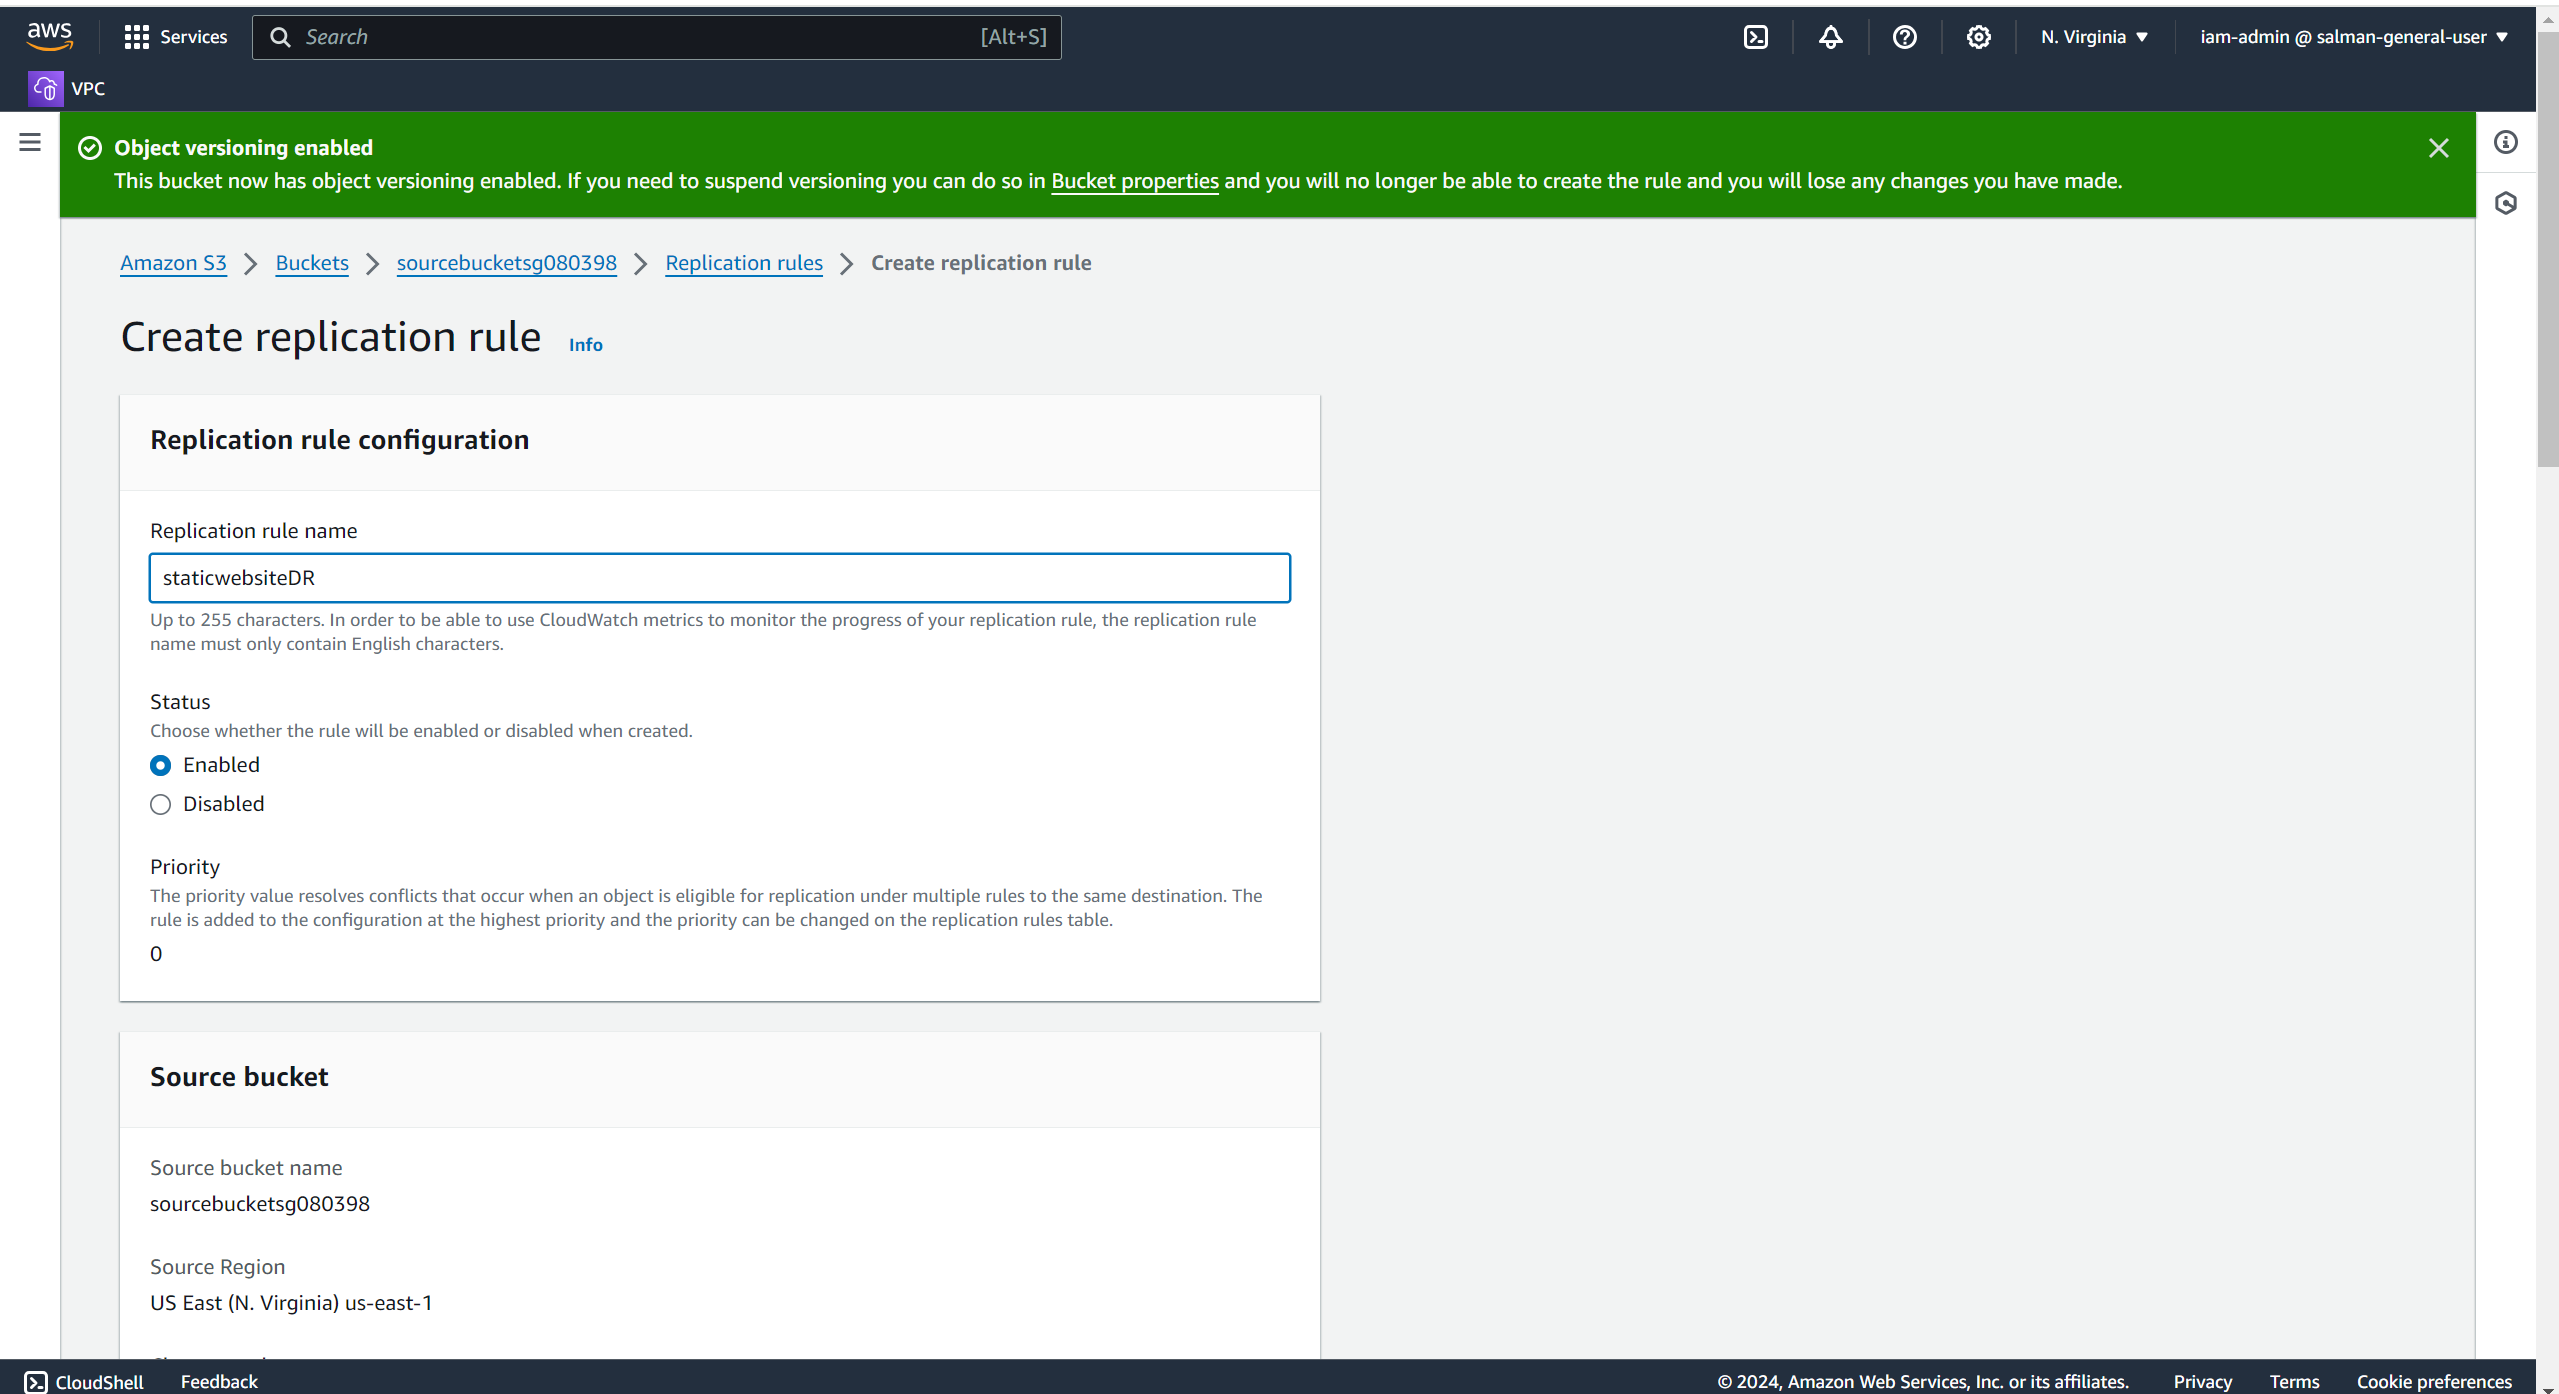 aws
Services
Search
[Alt+S]
N. Virginia
iam-admin @ salman-general-user
VPC
Object versioning enabled
This bucket now has object versioning enabled. If you need to suspend versioning you can do so in Bucket properties and you will no longer be able to create the rule and you will lose any changes you have made.
Amazon S3 > Buckets > sourcebucketsg080398 > Replication rules > Create replication rule
Create replication rule Info
Replication rule configuration
Replication rule name
staticwebsiteDR
Up to 255 characters. In order to be able to use CloudWatch metrics to monitor the progress of your replication rule, the replication rule
name must only contain English characters.
Status
Choose whether the rule will be enabled or disabled when created.
Enabled
Disabled
Priority
The priority value resolves conflicts that occur when an object is eligible for replication under multiple rules to the same destination. The
rule is added to the configuration at the highest priority and the priority can be changed on the replication rules table.
0
Source bucket
Source bucket name
sourcebucketsg080398
Source Region
US East (N. Virginia) us-east-1
CloudShell
Feedback
© 2024, Amazon Web Services, Inc. or its affiliates.
Privacy
Terms
Cookie preferences